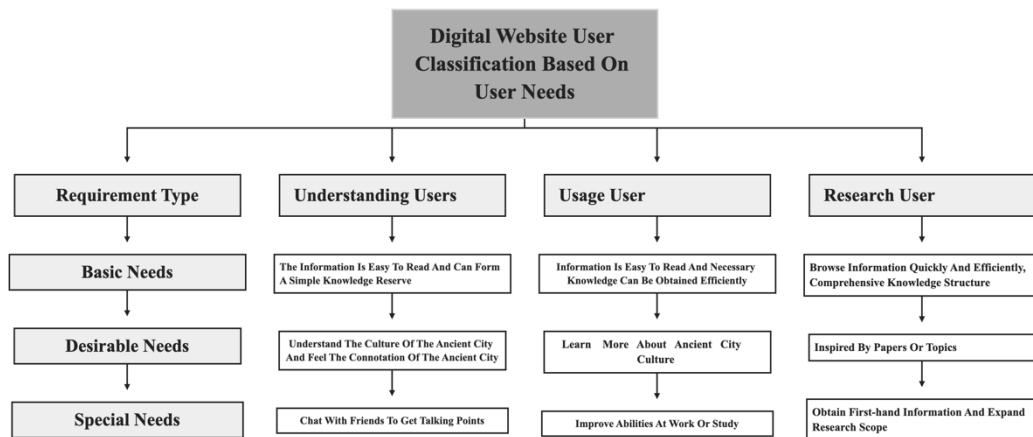 Digital Website User
Classification Based On
User Needs
Requirement Type
Understanding Users
Usage User
Research User
Basic Needs
The Information Is Easy To Read And Can Form
A Simple Knowledge Reserve
Information Is Easy To Read And Necessary
Knowledge Can Be Obtained Efficiently
Browse Information Quickly And Efficiently,
Comprehensive Knowledge Structure
Desirable Needs
Understand The Culture Of The Ancient City
And Feel The Connotation Of The Ancient City
Learn More About Ancient City
Culture
Inspired By Papers Or Topics
Special Needs
Chat With Friends To Get Talking Points
Improve Abilities At Work Or Study
Obtain First-hand Information And Expand
Research Scope